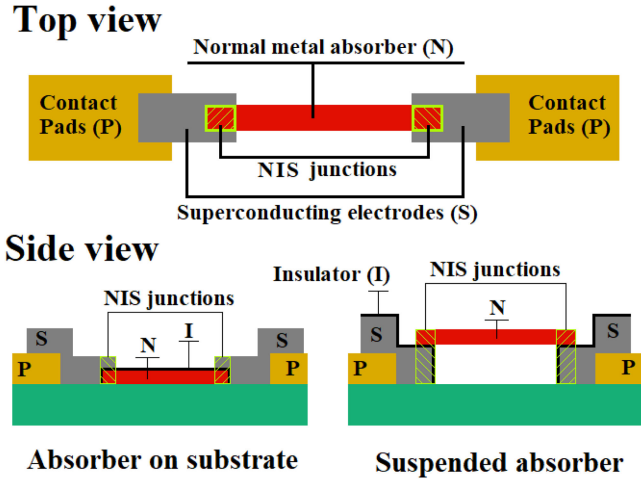 Top view
Normal metal absorber (N)
Contact
Pads (P)
Contact
Pads (P)
NIS junctions
Superconducting electrodes (S)
Side view
NIS junctions
S
N
I
S
P
P
Absorber on substrate
Insulator (I)
NIS junctions
S
N
S
P
P
Suspended absorber